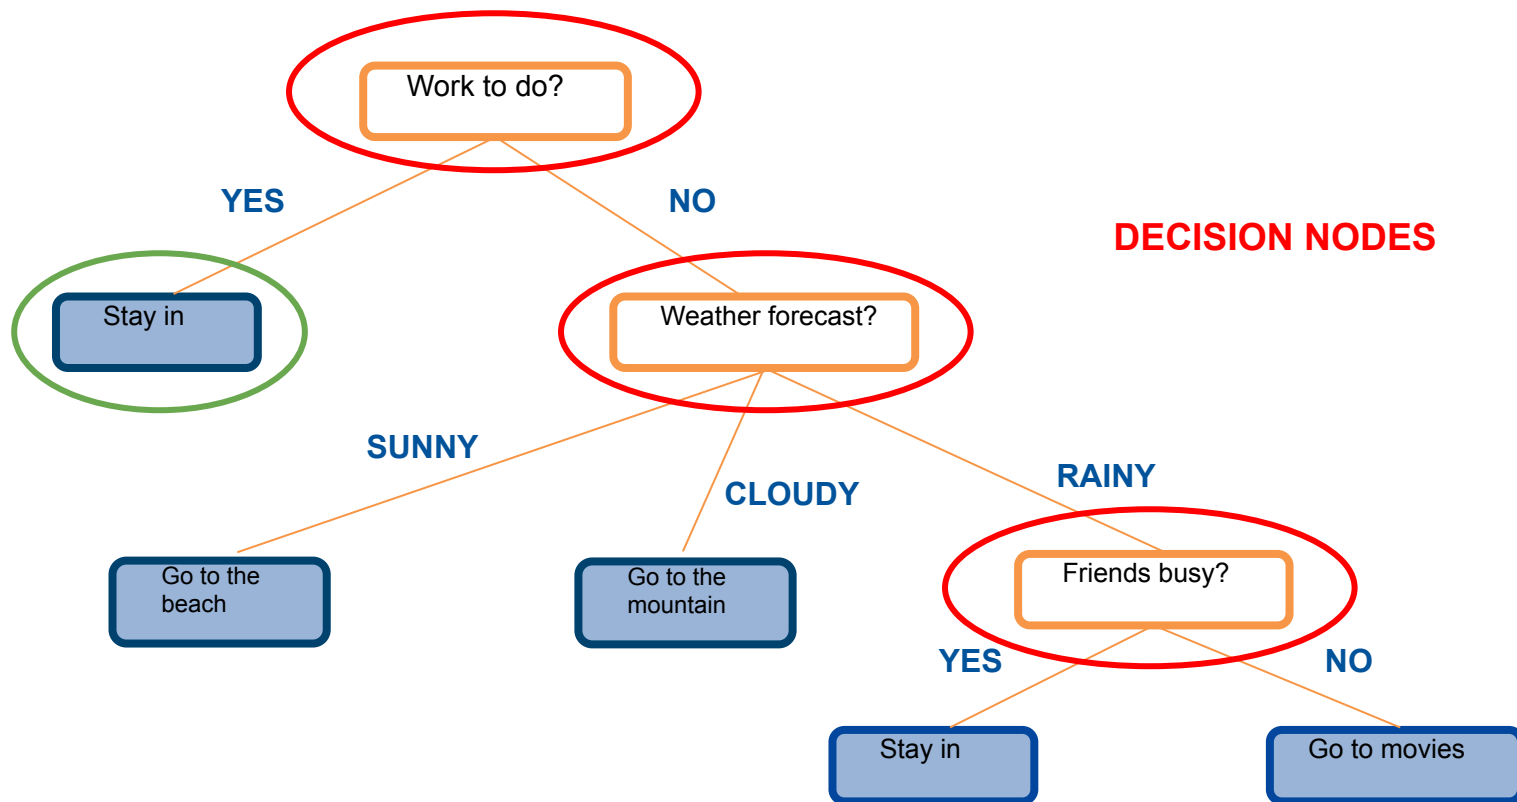 Work to do?
YES
NO
DECISION NODES
Stay in
Weather forecast?
SUNNY
CLOUDY
RAINY
Go to the
beach
Go to the
mountain
Friends busy?
YES
NO
Stay in
Go to movies